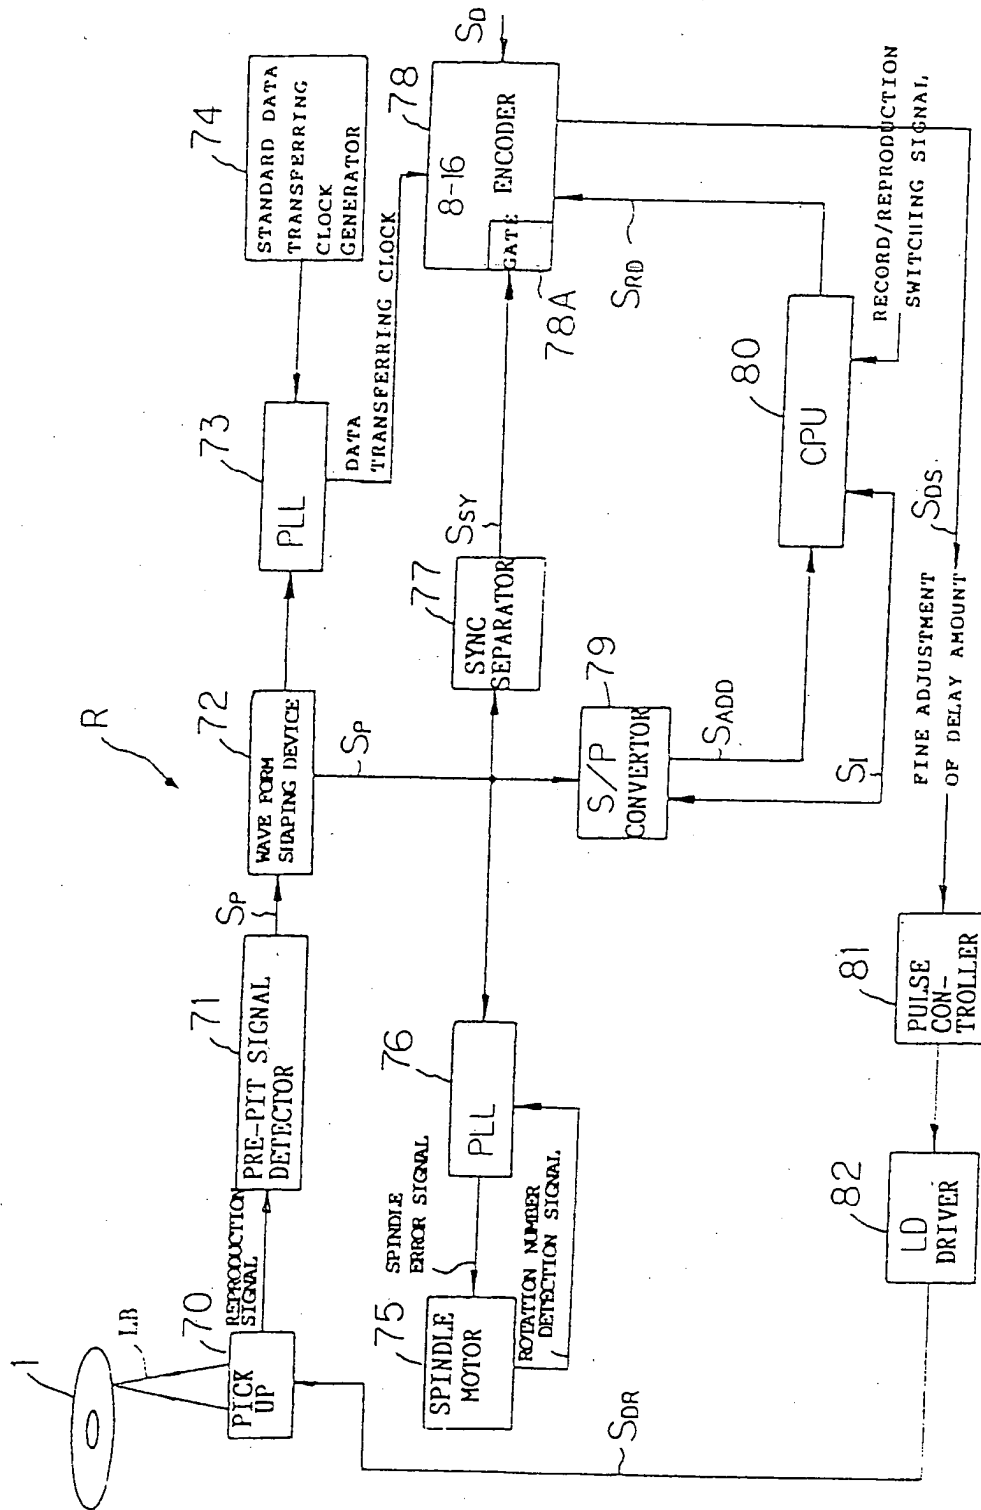 R
1
LB
70
PICK
UP
REPRODUCTION
SIGNAL
71
PRE-PIT SIGNAL
DETECTOR
SP
72
WAVE FORM
SHAPING DEVICE
SP
73
PLL
74
STANDARD DATA
TRANSFERRING
CLOCK
GENERATOR
DATA
TRANSFERRING CLOCK
75
SPINDLE
MOTOR
SPINDLE
ERROR SIGNAL
ROTATION NUMBER
DETECTION SIGNAL
76
PLL
77
SYNC
SEPARATOR
SSY
78
8-16
ENCODER
GATE
78A
SD
79
S/P
CONVERTOR
SADD
SI
80
CPU
SRD
RECORD/REPRODUCTION
SWITCHING SIGNAL
SDS
FINE ADJUSTMENT
OF DELAY AMOUNT
81
PULSE
CON-
TROLLER
82
LD
DRIVER
SDR